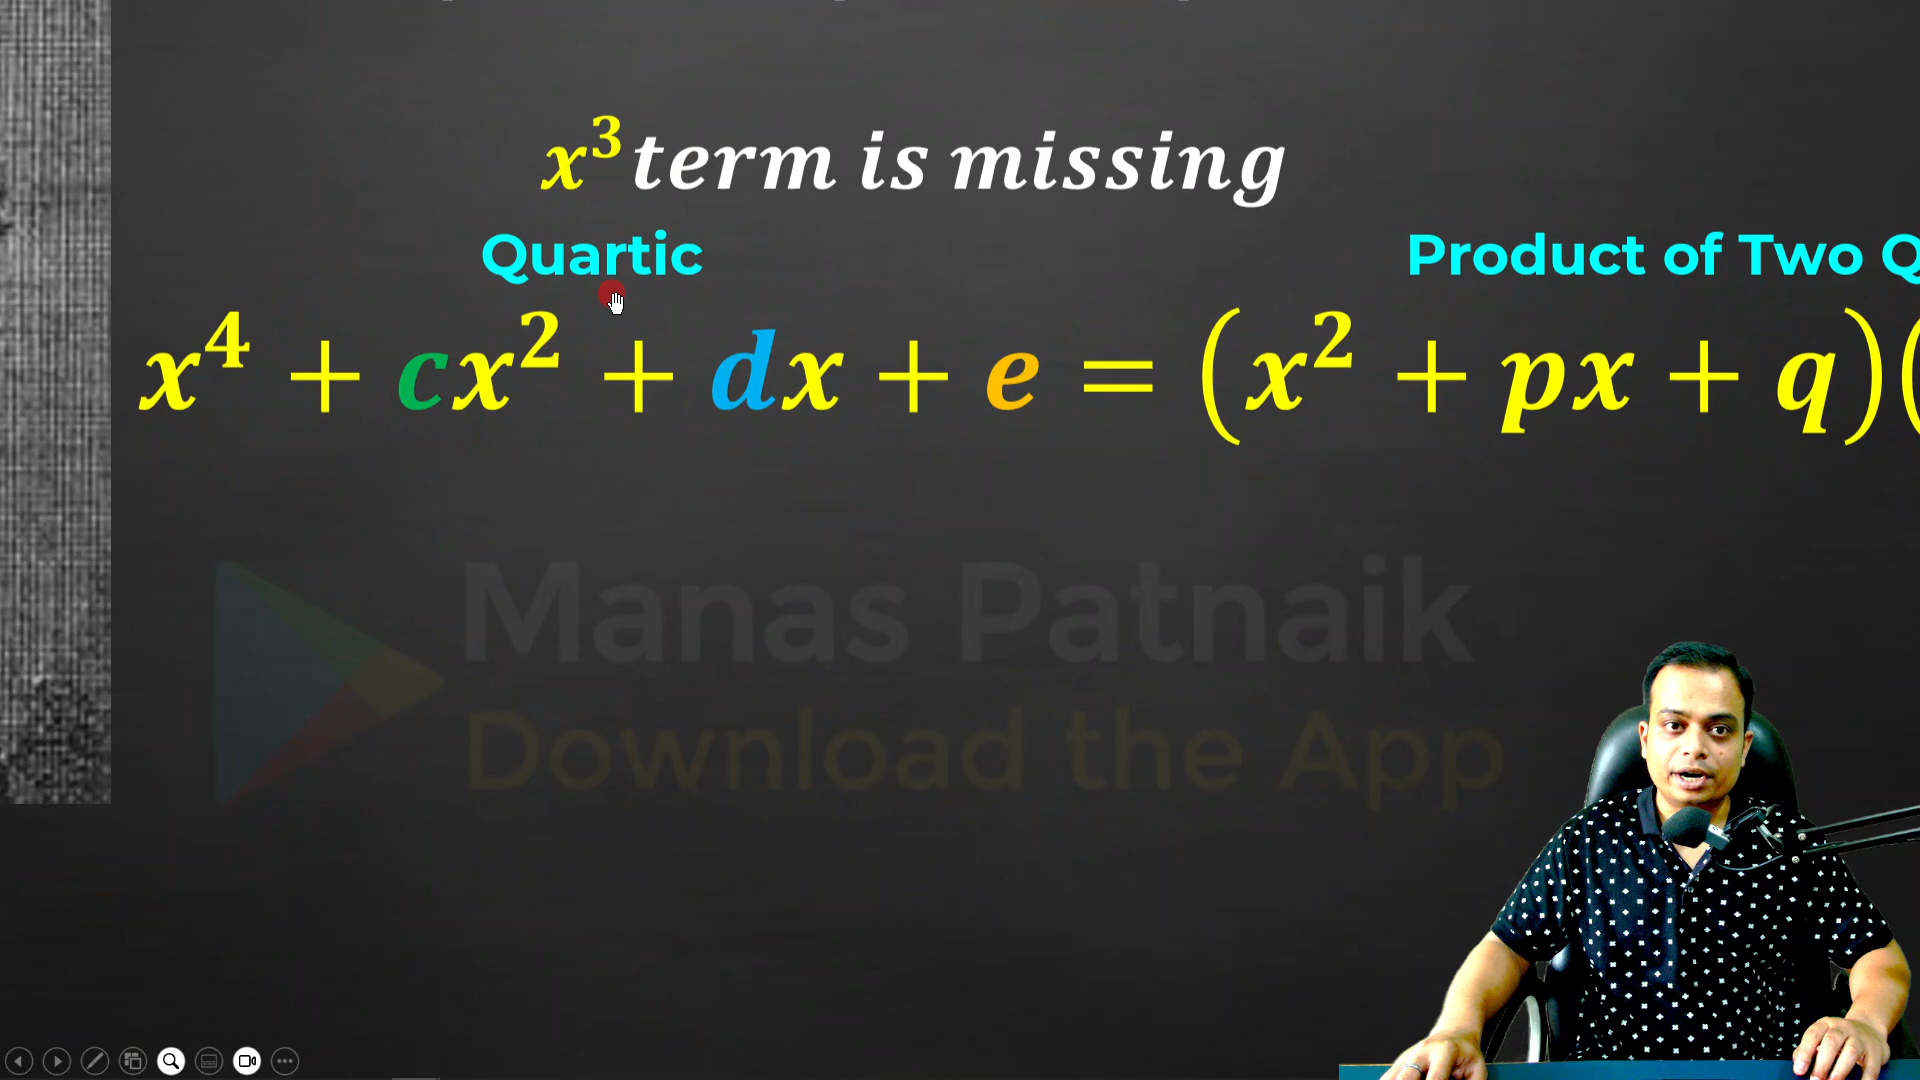 x³ term is missing
Quartic
Product of Two Q
x⁴ + cx² + dx + e = (x² + px + q)(
Manas Patnaik
Download the App